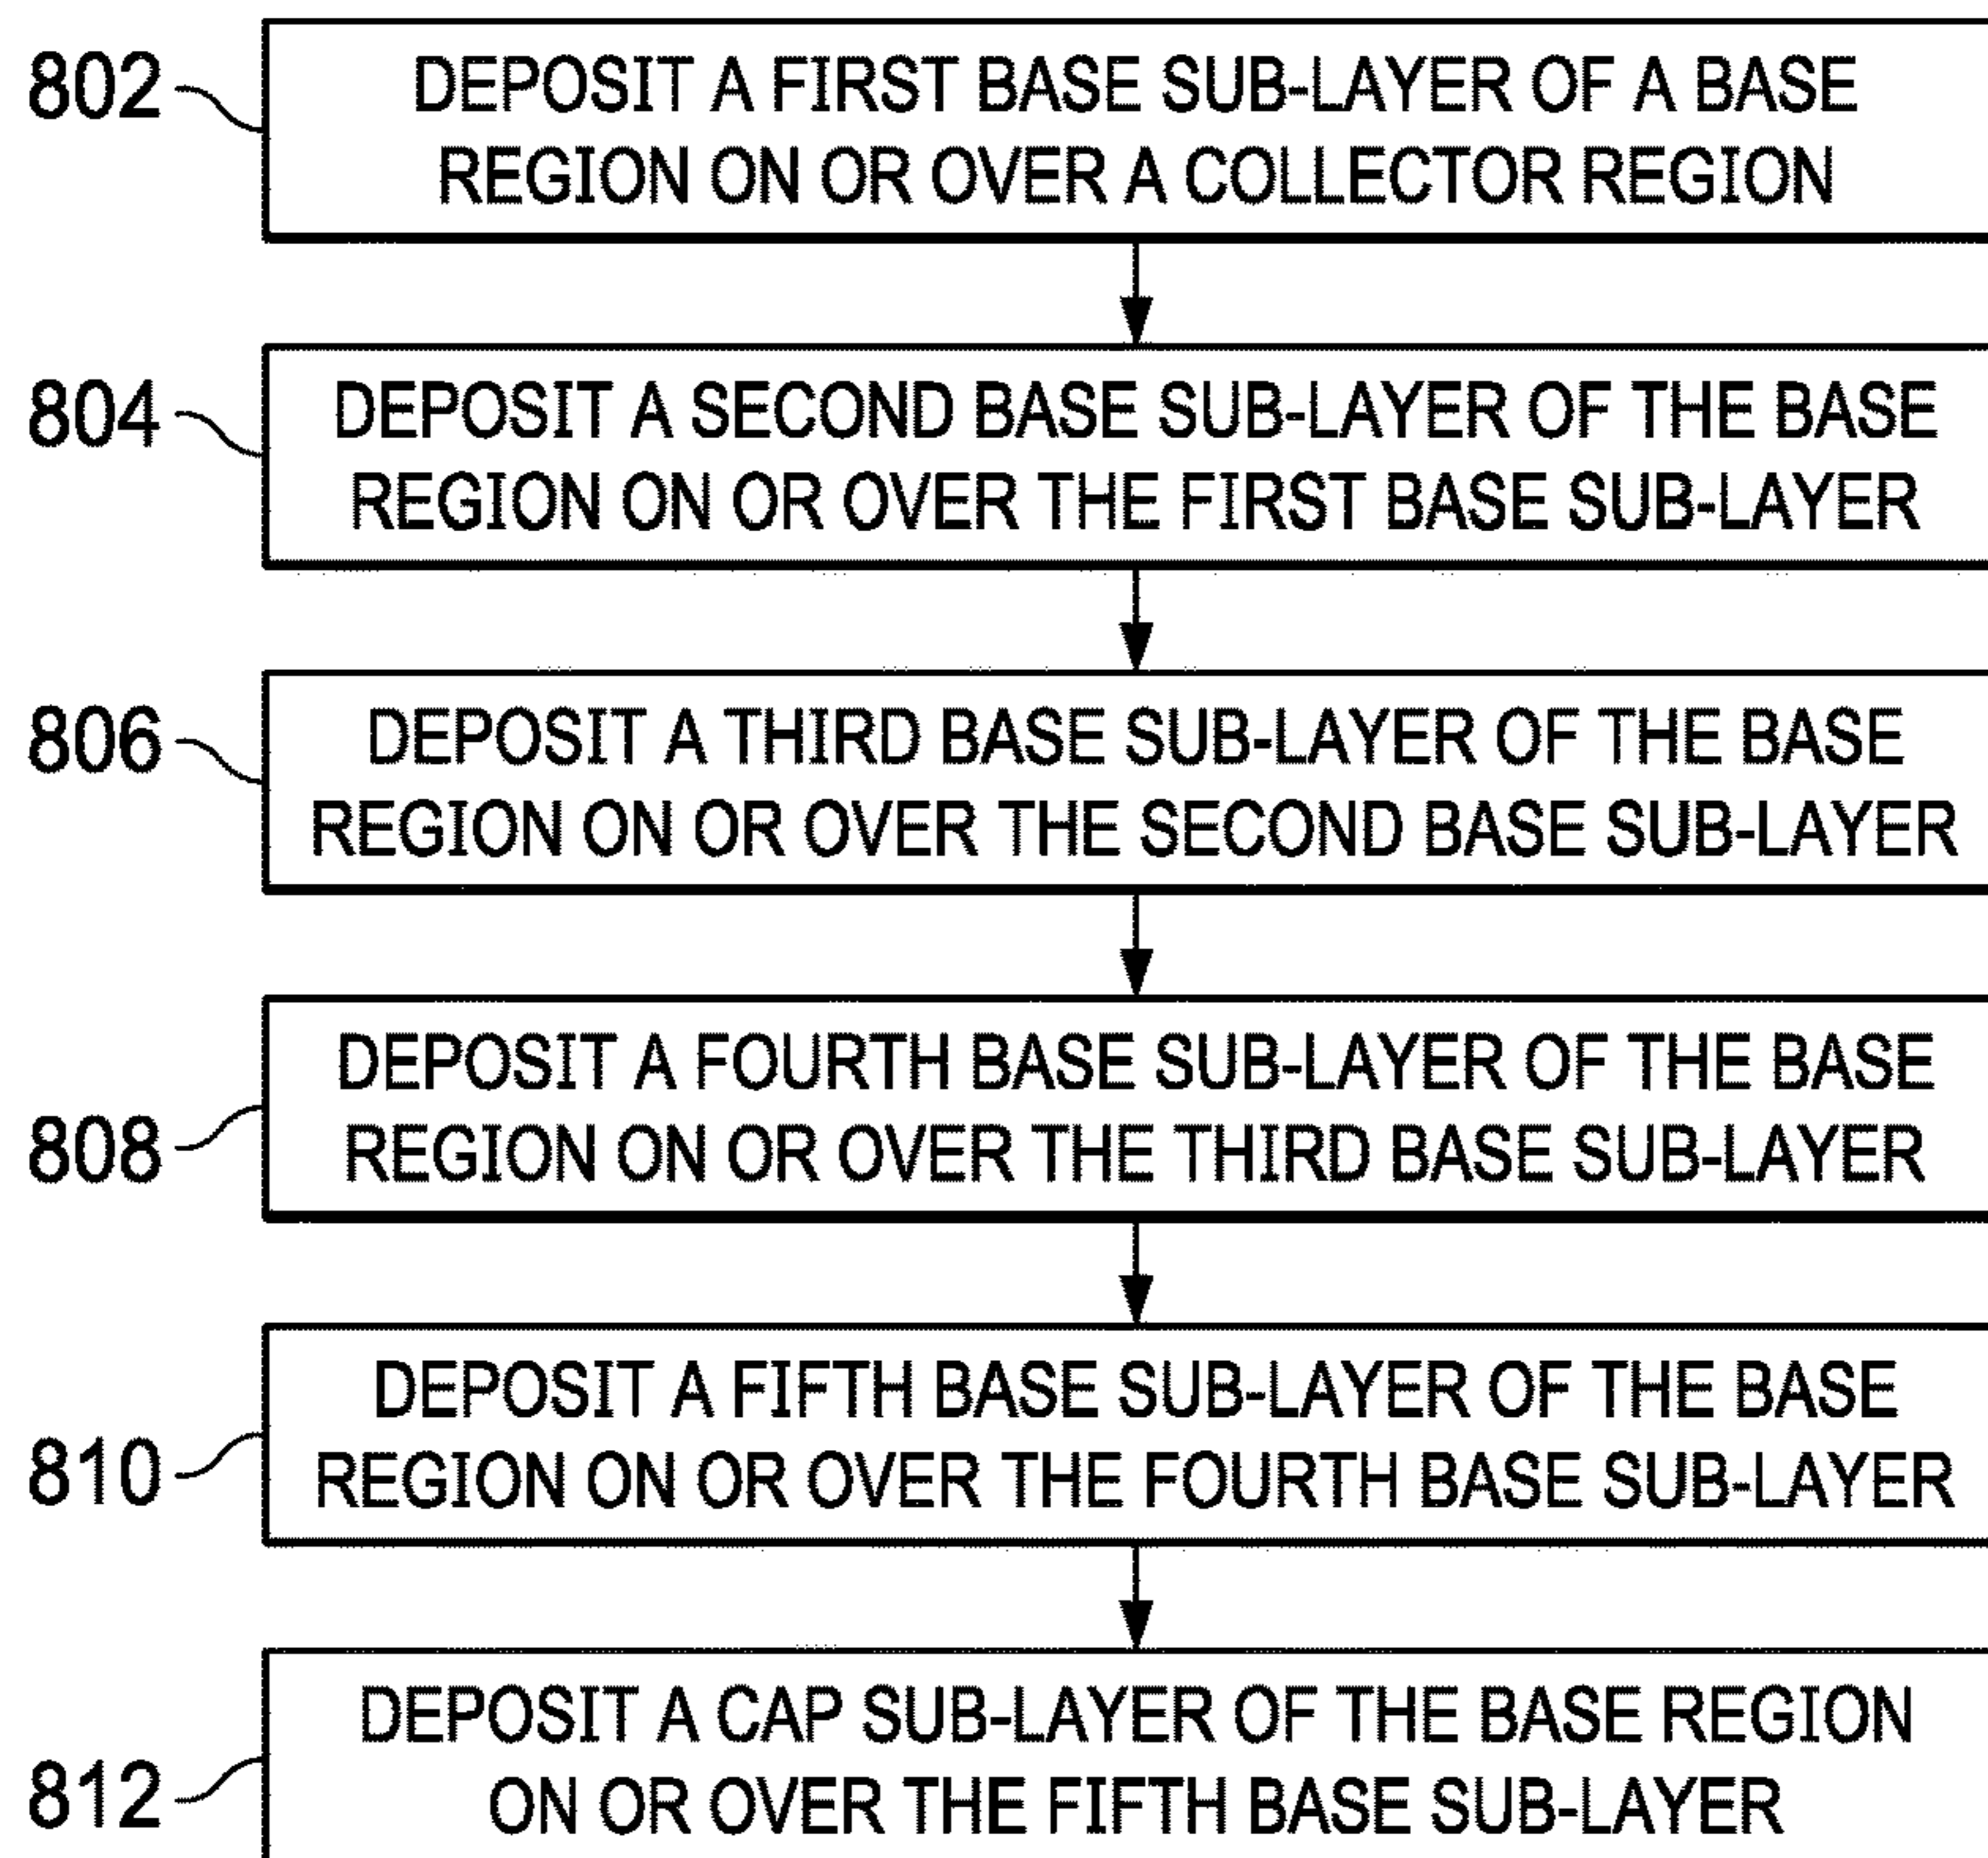 802
DEPOSIT A FIRST BASE SUB-LAYER OF A BASE
REGION ON OR OVER A COLLECTOR REGION
804
DEPOSIT A SECOND BASE SUB-LAYER OF THE BASE
REGION ON OR OVER THE FIRST BASE SUB-LAYER
806
DEPOSIT A THIRD BASE SUB-LAYER OF THE BASE
REGION ON OR OVER THE SECOND BASE SUB-LAYER
808
DEPOSIT A FOURTH BASE SUB-LAYER OF THE BASE
REGION ON OR OVER THE THIRD BASE SUB-LAYER
810
DEPOSIT A FIFTH BASE SUB-LAYER OF THE BASE
REGION ON OR OVER THE FOURTH BASE SUB-LAYER
812
DEPOSIT A CAP SUB-LAYER OF THE BASE REGION
ON OR OVER THE FIFTH BASE SUB-LAYER